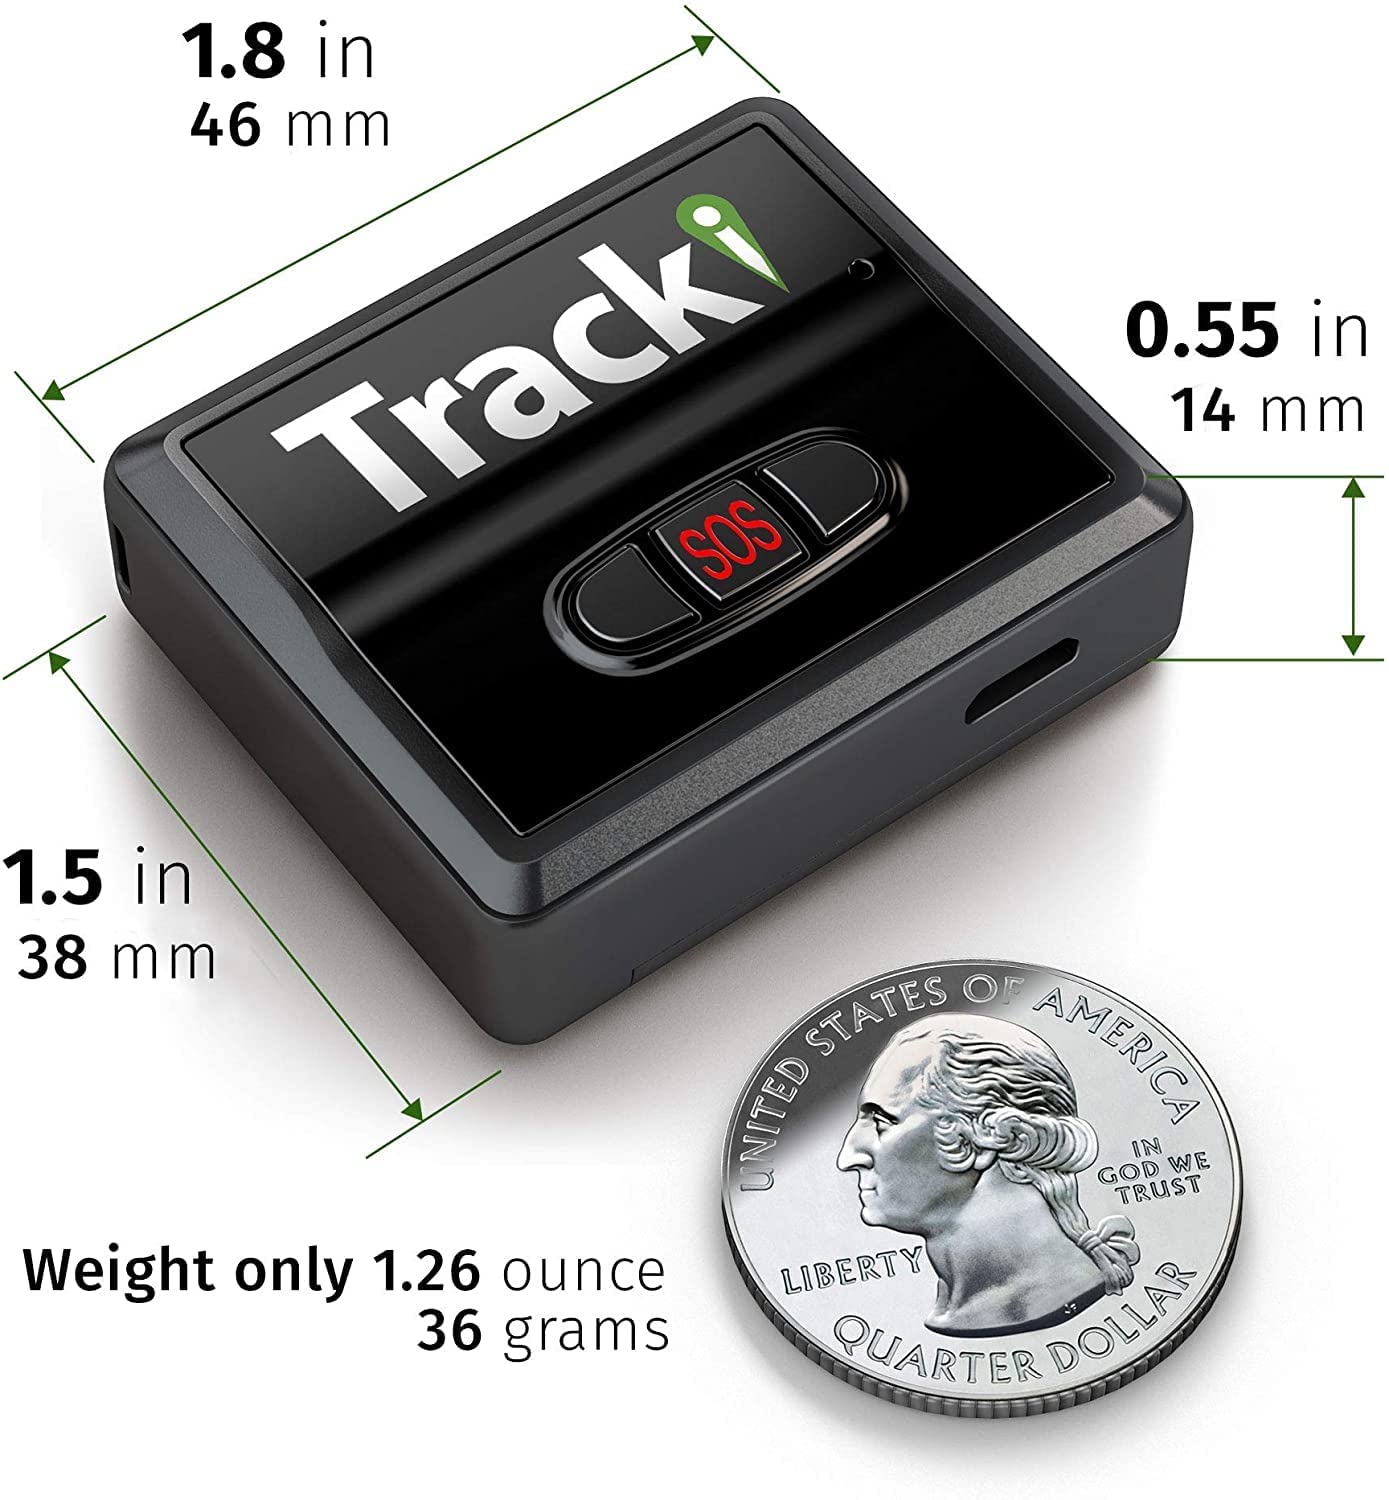 1.8 in
46 mm
Tracki
0.55 in
14 mm
SOS
1.5 in
38 mm
UNITED STATES OF AMERICA
IN
GOD WE
TRUST
LIBERTY
QUARTER DOLLAR
Weight only 1.26 ounce
36 grams